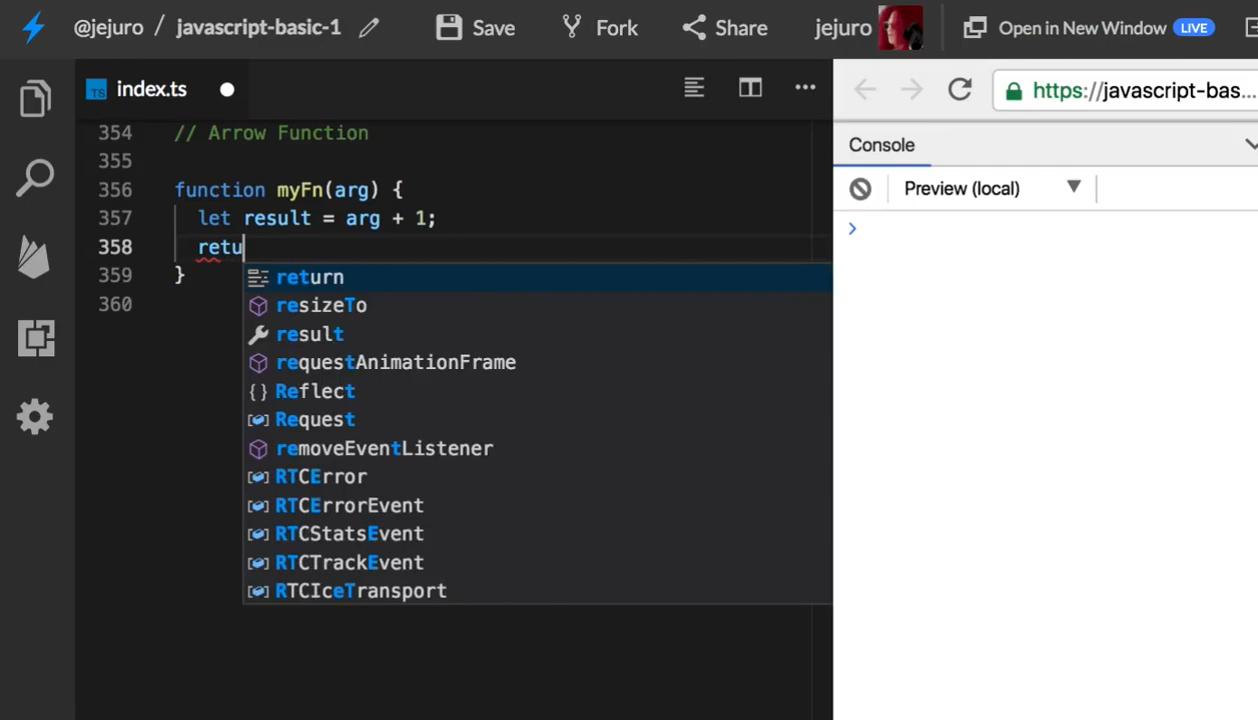 @jejuro / javascript-basic-1 Save Fork Share jejuro Open in New Window LIVE
TS index.ts
https://javascript-bas...
Console
Preview (local)
354 // Arrow Function
355
356 function myFn(arg) {
357 let result = arg + 1;
358 retu
359 }
360
return
resizeTo
result
requestAnimationFrame
Reflect
Request
removeEventListener
RTCError
RTCErrorEvent
RTCStatsEvent
RTCTrackEvent
RTCIceTransport